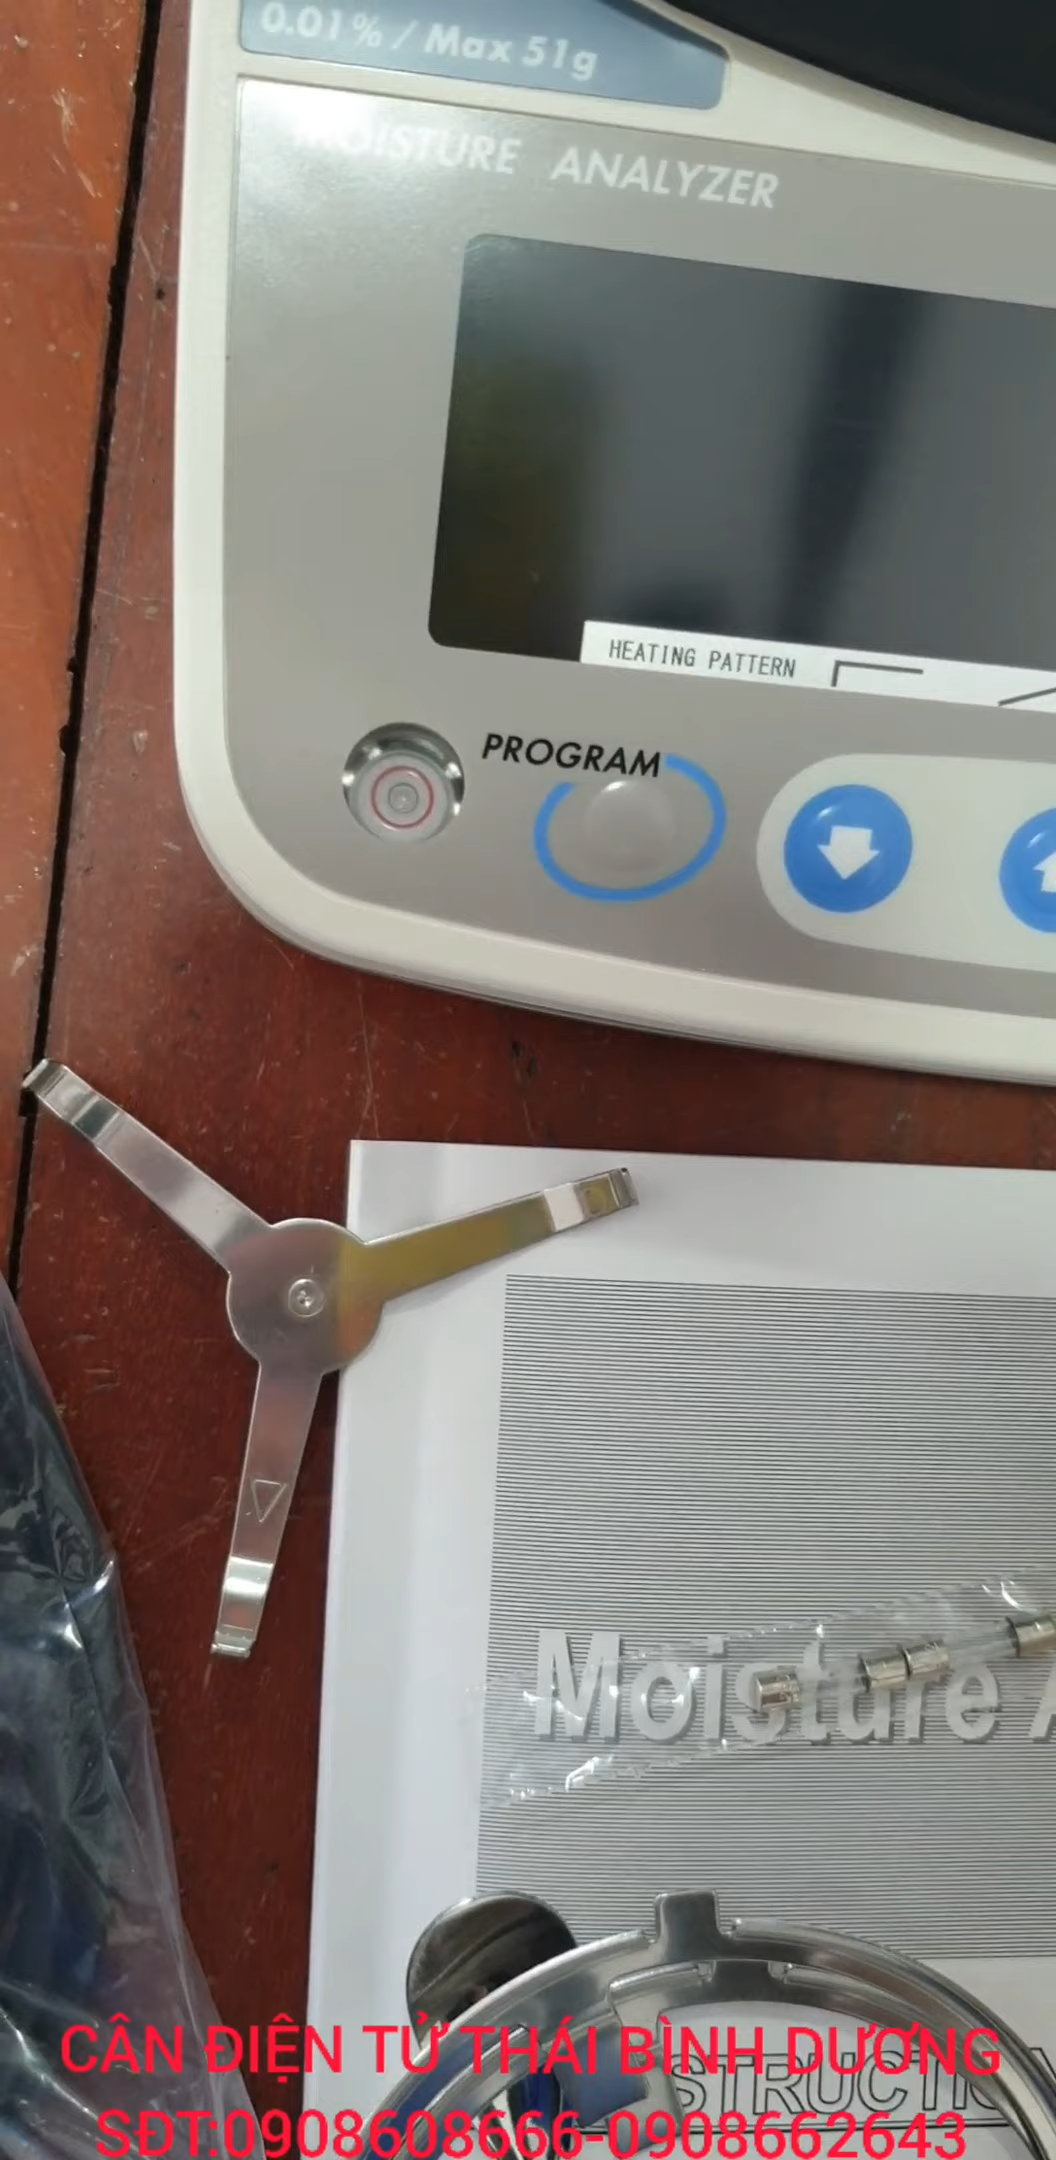 0.01% / Max 51g
MOISTURE ANALYZER
HEATING PATTERN
PROGRAM
Moisture A
STRUCTIO
CÂN ĐIỆN TỬ THÁI BÌNH DƯƠNG
SĐT:0908608666-0908662643